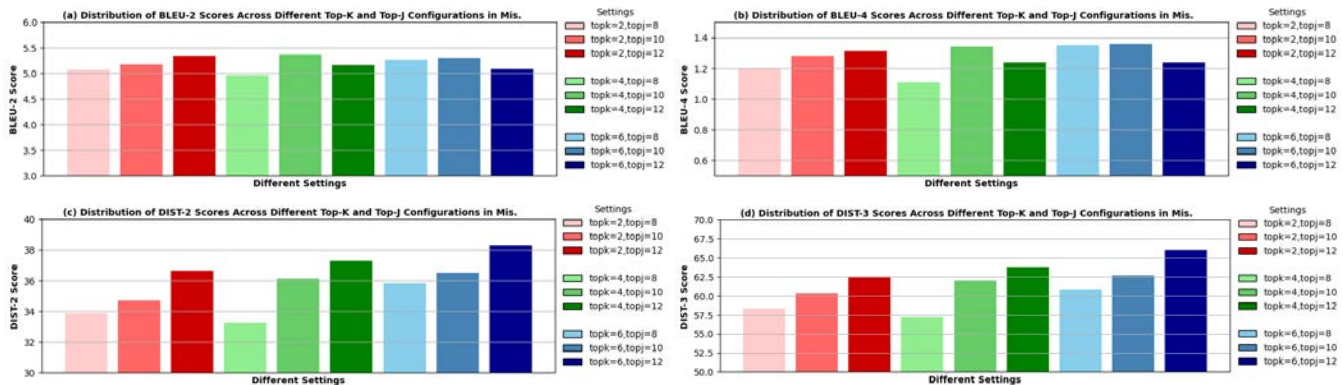 (a) Distribution of BLEU-2 Scores Across Different Top-K and Top-J Configurations in Mis.
BLEU-2 Score
6.0
5.5
5.0
4.5
4.0
3.5
3.0
Different Settings
Settings
topk=2,topj=8
topk=2,topj=10
topk=2,topj=12
topk=4,topj=8
topk=4,topj=10
topk=4,topj=12
topk=6,topj=8
topk=6,topj=10
topk=6,topj=12
(b) Distribution of BLEU-4 Scores Across Different Top-K and Top-J Configurations in Mis.
BLEU-4 Score
1.4
1.2
1.0
0.8
0.6
Different Settings
Settings
topk=2,topj=8
topk=2,topj=10
topk=2,topj=12
topk=4,topj=8
topk=4,topj=10
topk=4,topj=12
topk=6,topj=8
topk=6,topj=10
topk=6,topj=12
(c) Distribution of DIST-2 Scores Across Different Top-K and Top-J Configurations in Mis.
DIST-2 Score
40
38
36
34
32
30
Different Settings
Settings
topk=2,topj=8
topk=2,topj=10
topk=2,topj=12
topk=4,topj=8
topk=4,topj=10
topk=4,topj=12
topk=6,topj=8
topk=6,topj=10
topk=6,topj=12
(d) Distribution of DIST-3 Scores Across Different Top-K and Top-J Configurations in Mis.
DIST-3 Score
70.0
67.5
65.0
62.5
60.0
57.5
55.0
52.5
50.0
Different Settings
Settings
topk=2,topj=8
topk=2,topj=10
topk=2,topj=12
topk=4,topj=8
topk=4,topj=10
topk=4,topj=12
topk=6,topj=8
topk=6,topj=10
topk=6,topj=12